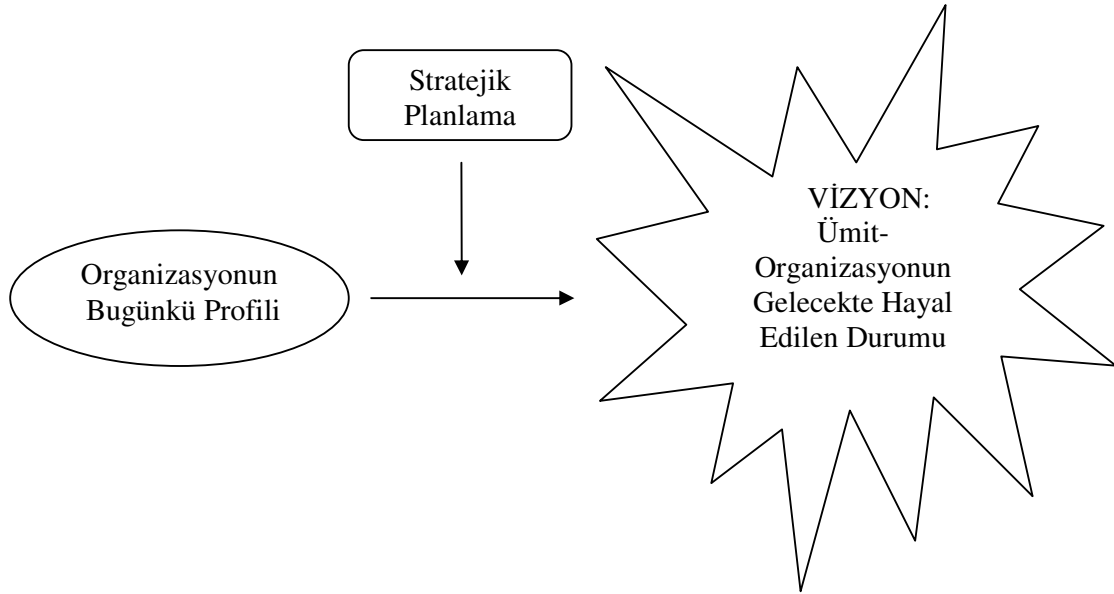 Stratejik
Planlama
Organizasyonun
Bugünkü Profili
VİZYON:
Ümit-
Organizasyonun
Gelecekte Hayal
Edilen Durumu